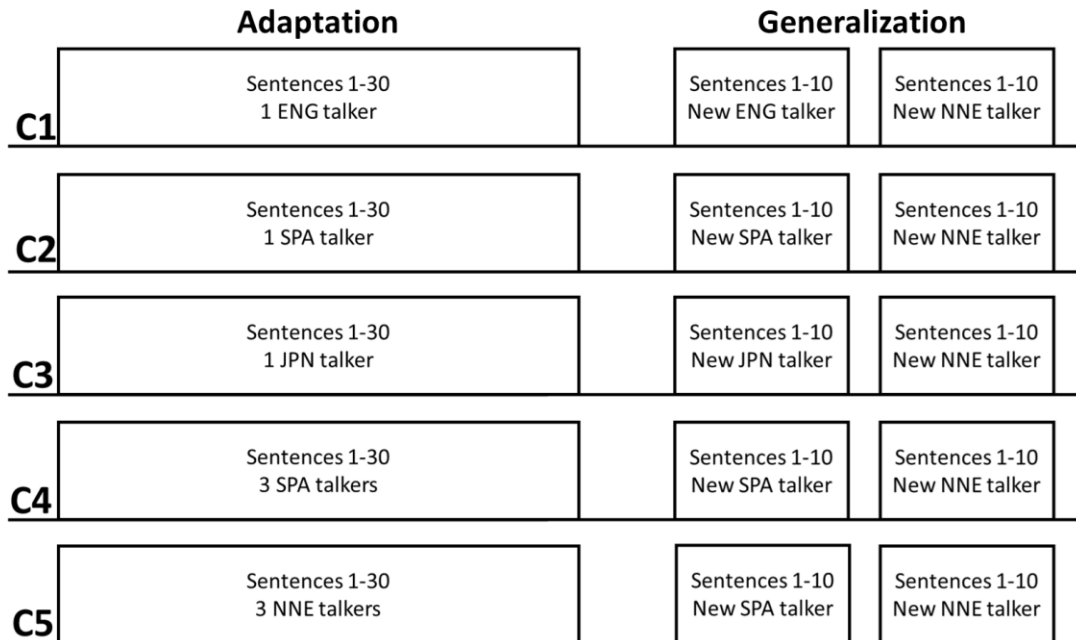 Adaptation
Generalization
C1
Sentences 1-30
1 ENG talker
Sentences 1-10
New ENG talker
Sentences 1-10
New NNE talker
C2
Sentences 1-30
1 SPA talker
Sentences 1-10
New SPA talker
Sentences 1-10
New NNE talker
C3
Sentences 1-30
1 JPN talker
Sentences 1-10
New JPN talker
Sentences 1-10
New NNE talker
C4
Sentences 1-30
3 SPA talkers
Sentences 1-10
New SPA talker
Sentences 1-10
New NNE talker
C5
Sentences 1-30
3 NNE talkers
Sentences 1-10
New SPA talker
Sentences 1-10
New NNE talker